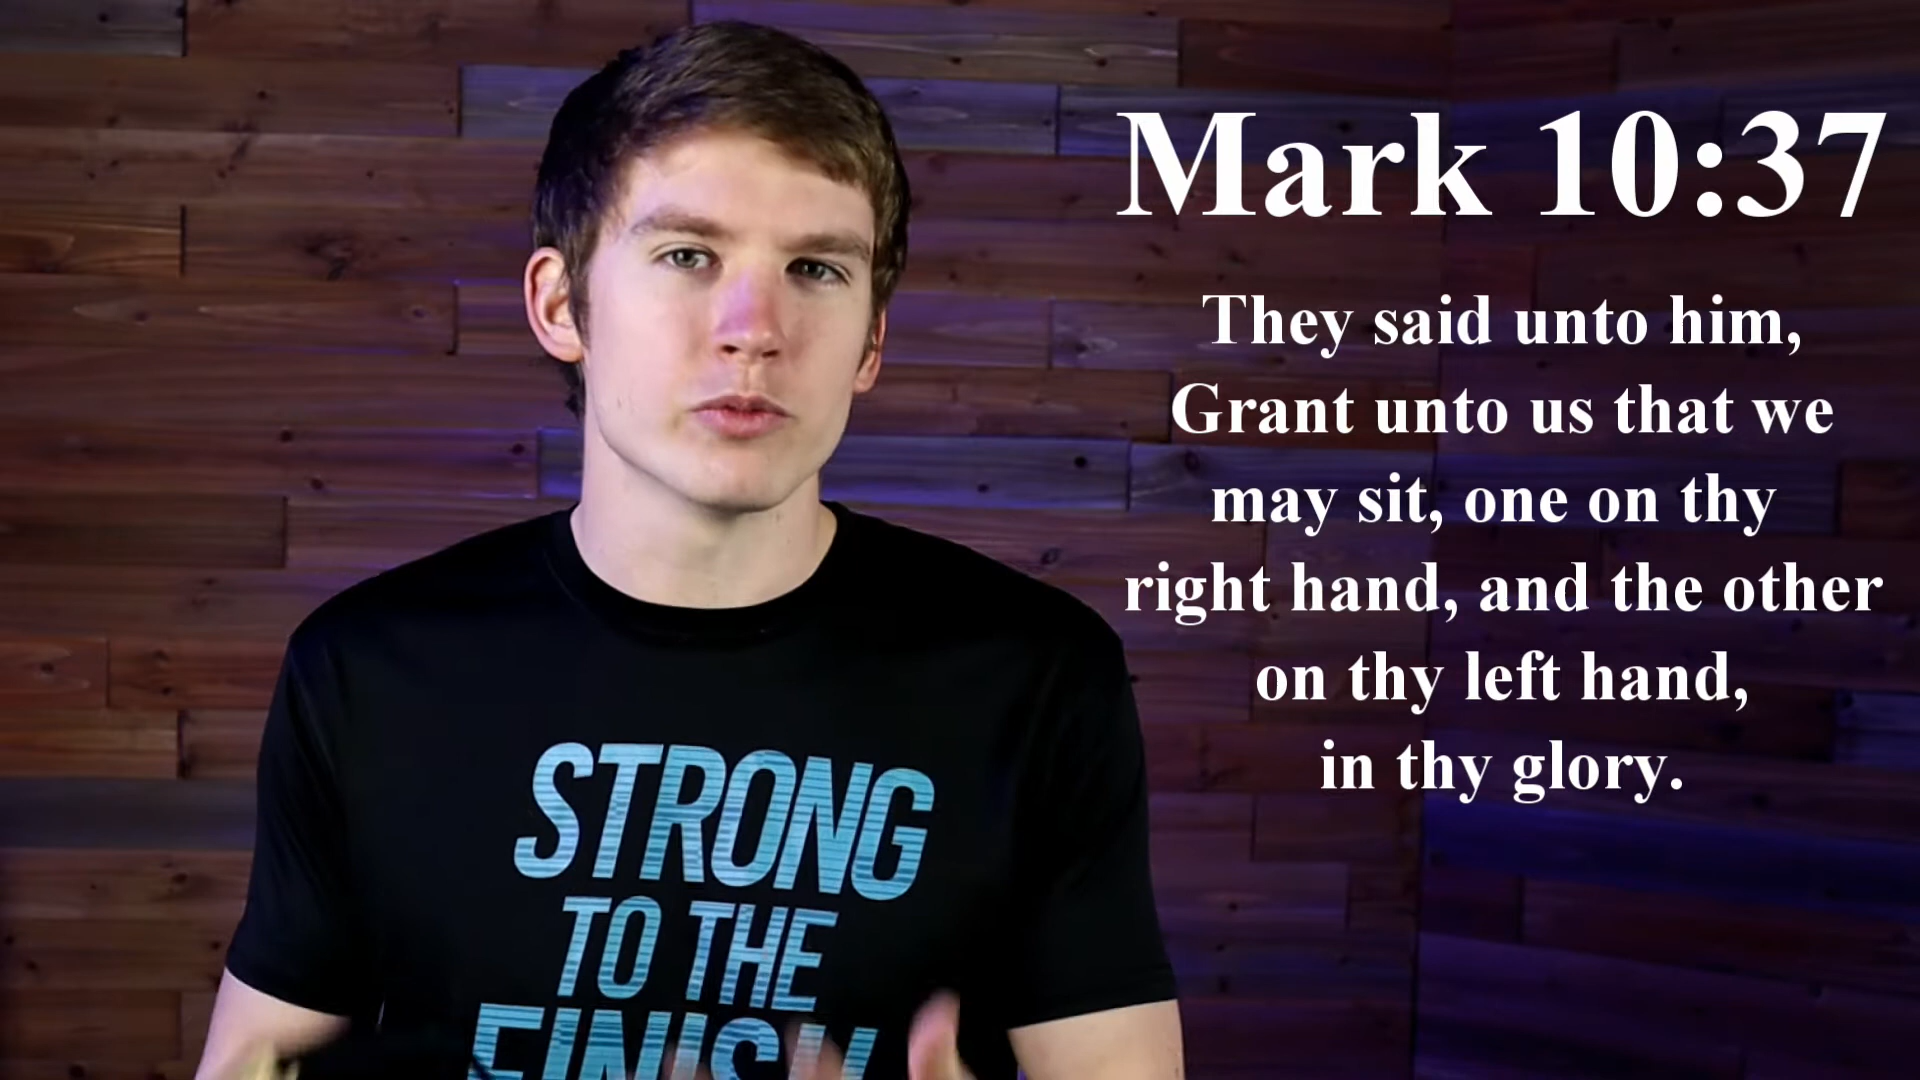 Mark 10:37
They said unto him,
Grant unto us that we
may sit, one on thy
right hand, and the other
on thy left hand,
in thy glory.
STRONG
TO THE
FINISH